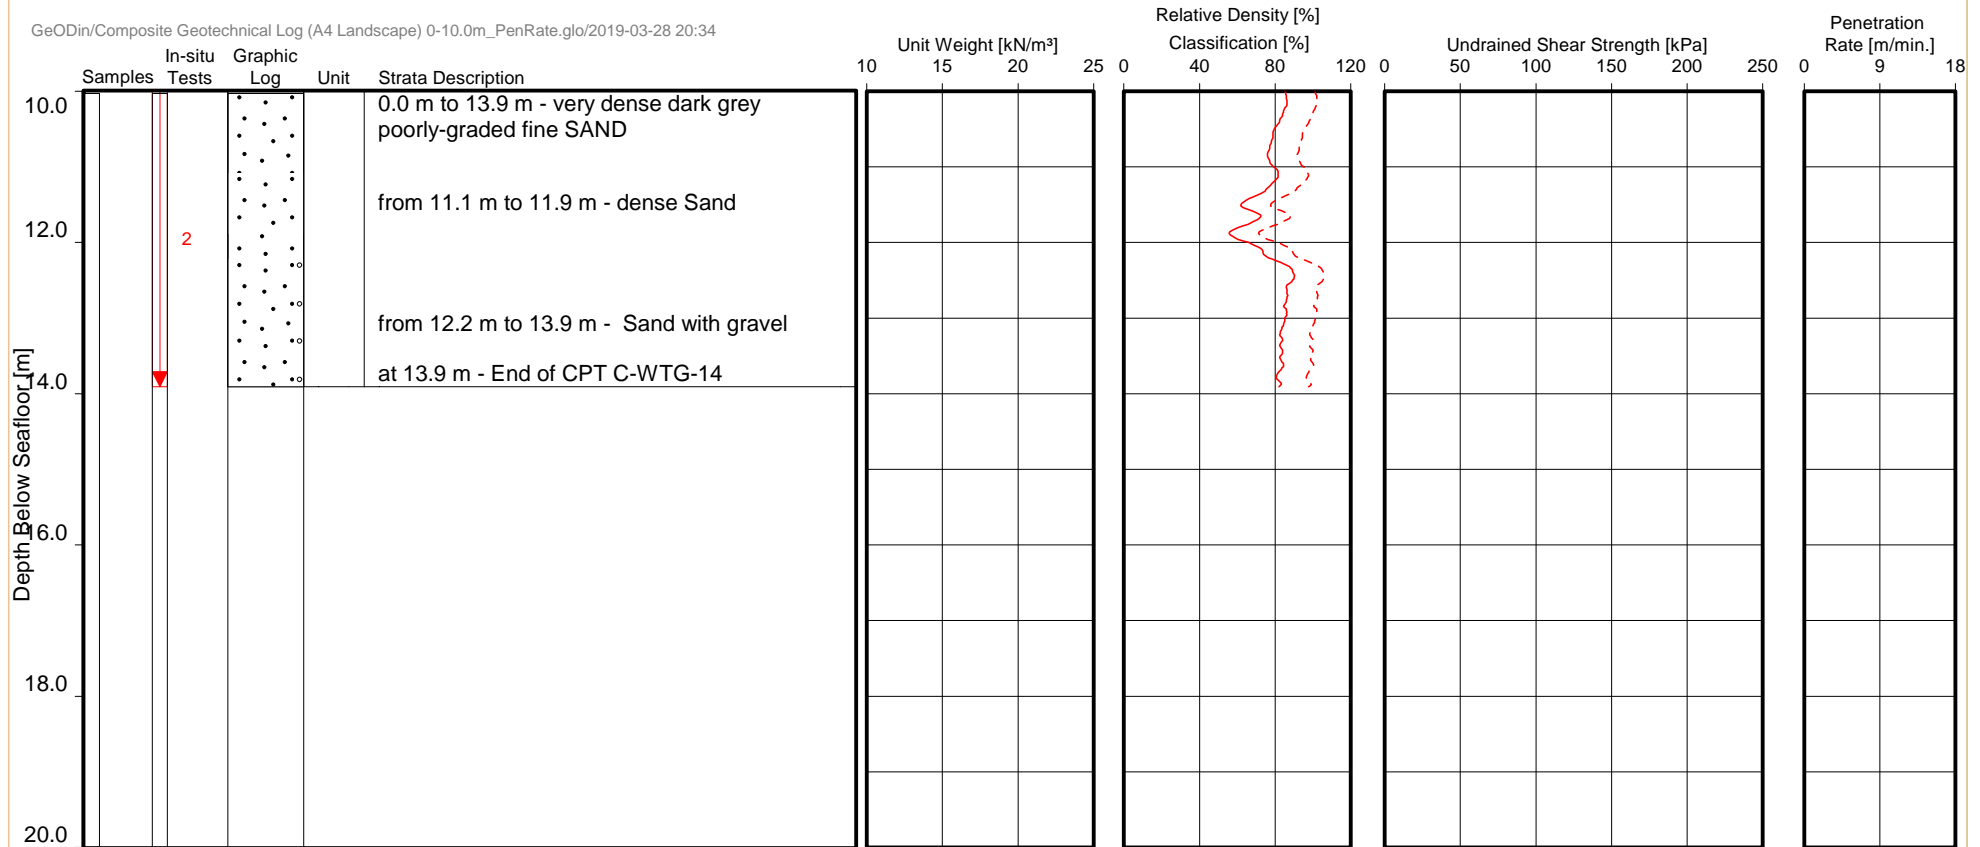 GeODin/Composite Geotechnical Log (A4 Landscape) 0-10.0m_PenRate.glo/2019-03-28 20:34
Samples
In-situ
Tests
Graphic
Log
Unit
Strata Description
Unit Weight [kN/m³]
10 15 20 25
Relative Density [%]
Classification [%]
0 40 80 120
Undrained Shear Strength [kPa]
0 50 100 150 200 250
Penetration
Rate [m/min.]
0 9 18
Depth Below Seafloor [m]
10.0
12.0
14.0
16.0
18.0
20.0
2
0.0 m to 13.9 m - very dense dark grey
poorly-graded fine SAND
from 11.1 m to 11.9 m - dense Sand
from 12.2 m to 13.9 m -  Sand with gravel
at 13.9 m - End of CPT C-WTG-14